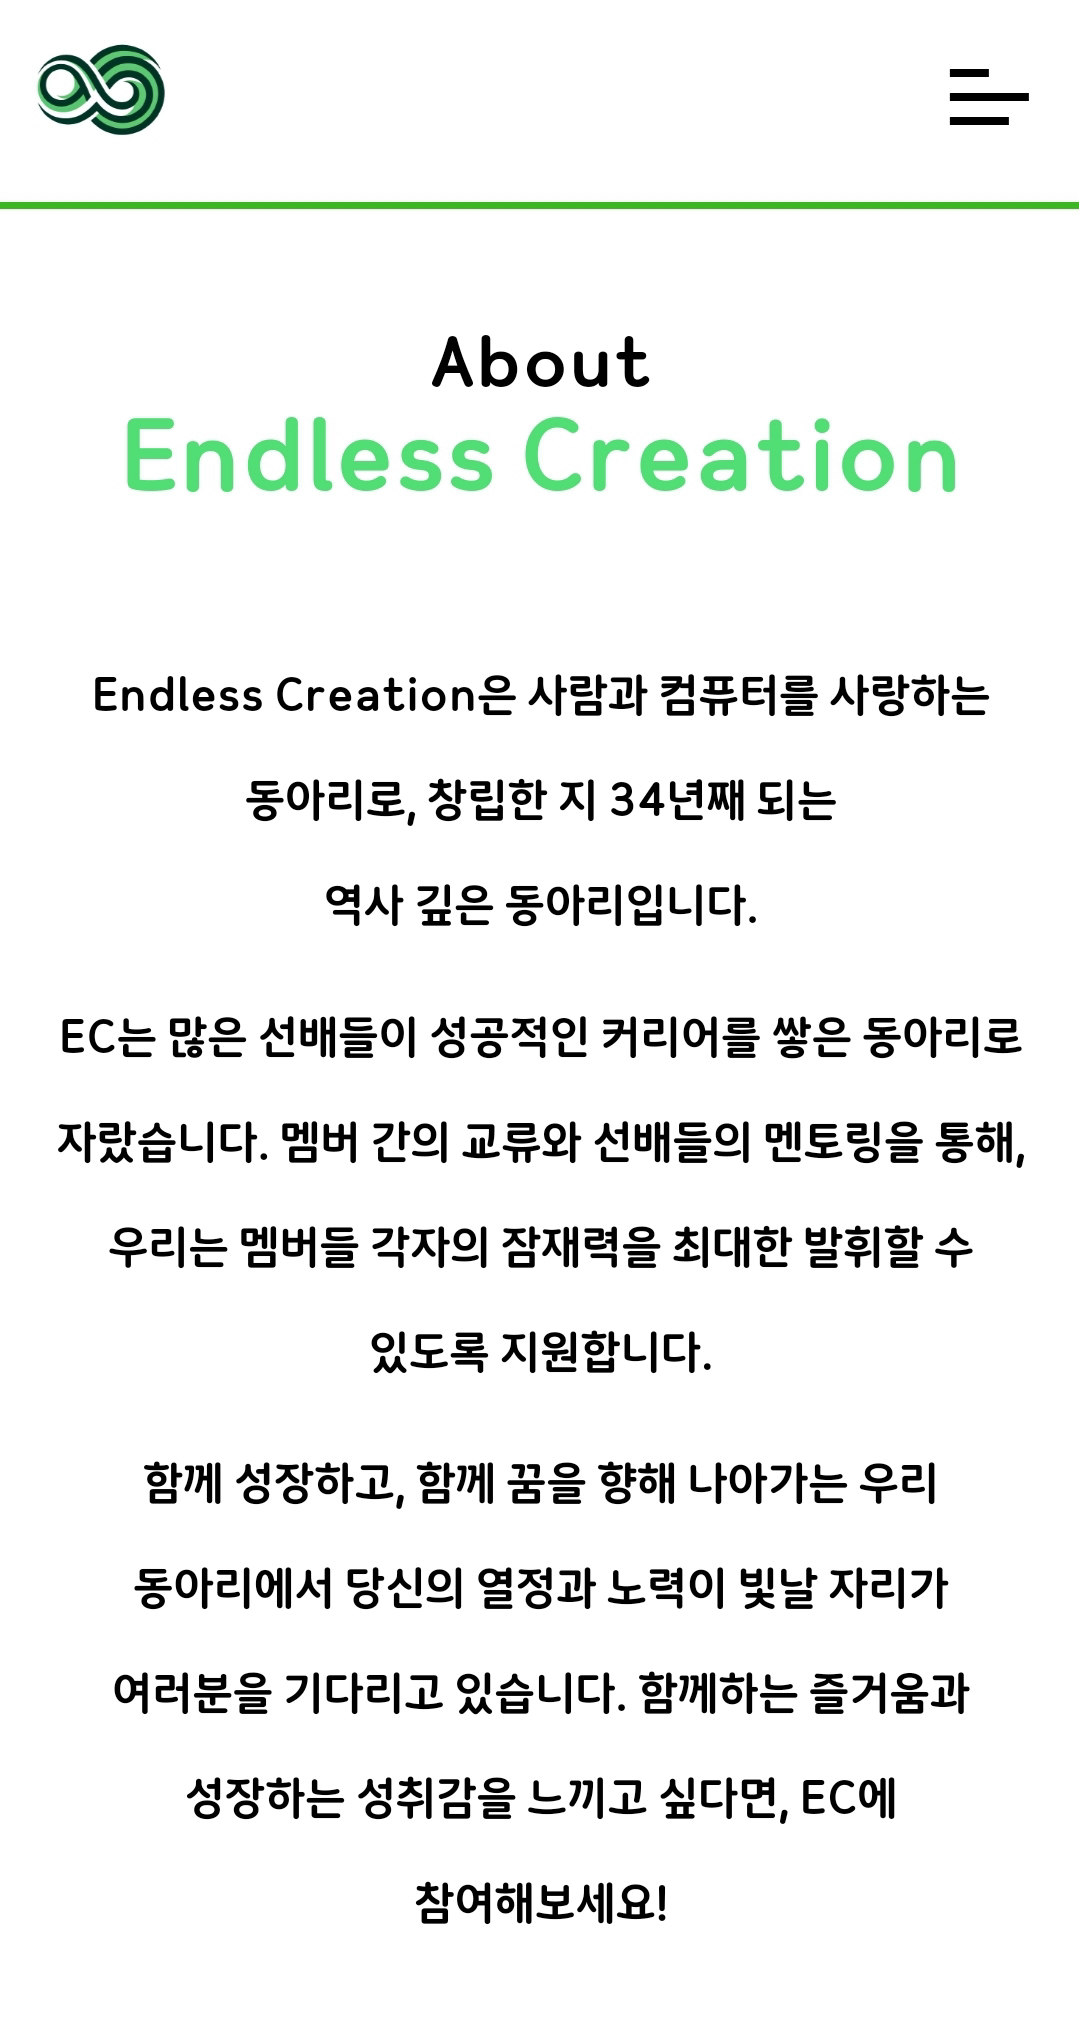 About
Endless Creation
Endless Creation은 사람과 컴퓨터를 사랑하는
동아리로, 창립한 지 34년째 되는
역사 깊은 동아리입니다.
EC는 많은 선배들이 성공적인 커리어를 쌓은 동아리로
자랐습니다. 멤버 간의 교류와 선배들의 멘토링을 통해,
우리는 멤버들 각자의 잠재력을 최대한 발휘할 수
있도록 지원합니다.
함께 성장하고, 함께 꿈을 향해 나아가는 우리
동아리에서 당신의 열정과 노력이 빛날 자리가
여러분을 기다리고 있습니다. 함께하는 즐거움과
성장하는 성취감을 느끼고 싶다면, EC에
참여해보세요!